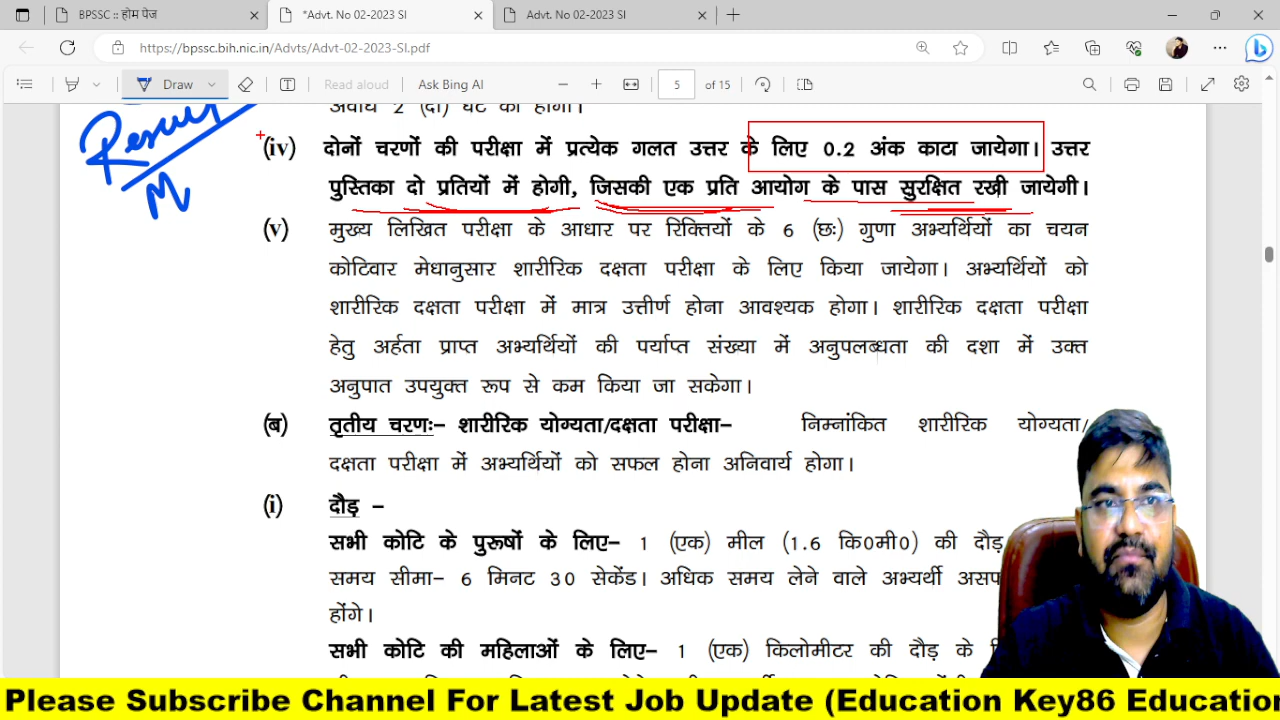 BPSSC :: होम पेज
*Advt. No 02-2023 SI
Advt. No 02-2023 SI
https://bpssc.bih.nic.in/Advts/Advt-02-2023-SI.pdf
Draw
Read aloud
Ask Bing AI
5 of 15
अवधि 2 (दो) घंटे की होगी।
Result
M
(iv) दोनों चरणों की परीक्षा में प्रत्येक गलत उत्तर के लिए 0.2 अंक काटा जायेगा। उत्तर
पुस्तिका दो प्रतियों में होगी, जिसकी एक प्रति आयोग के पास सुरक्षित रखी जायेगी।
(v) मुख्य लिखित परीक्षा के आधार पर रिक्तियों के 6 (छः) गुणा अभ्यर्थियों का चयन
कोटिवार मेधानुसार शारीरिक दक्षता परीक्षा के लिए किया जायेगा। अभ्यर्थियों को
शारीरिक दक्षता परीक्षा में मात्र उत्तीर्ण होना आवश्यक होगा। शारीरिक दक्षता परीक्षा
हेतु अर्हता प्राप्त अभ्यर्थियों की पर्याप्त संख्या में अनुपलब्धता की दशा में उक्त
अनुपात उपयुक्त रूप से कम किया जा सकेगा।
(ब) तृतीय चरणः- शारीरिक योग्यता/दक्षता परीक्षा- निम्नांकित शारीरिक योग्यता/
दक्षता परीक्षा में अभ्यर्थियों को सफल होना अनिवार्य होगा।
(i) दौड़ -
सभी कोटि के पुरूषों के लिए- 1 (एक) मील (1.6 कि0मी0) की दौड़
समय सीमा- 6 मिनट 30 सेकेंड। अधिक समय लेने वाले अभ्यर्थी
होंगे।
सभी कोटि की महिलाओं के लिए- 1 (एक) किलोमीटर की दौड़ के
Please Subscribe Channel For Latest Job Update (Education Key86 Education